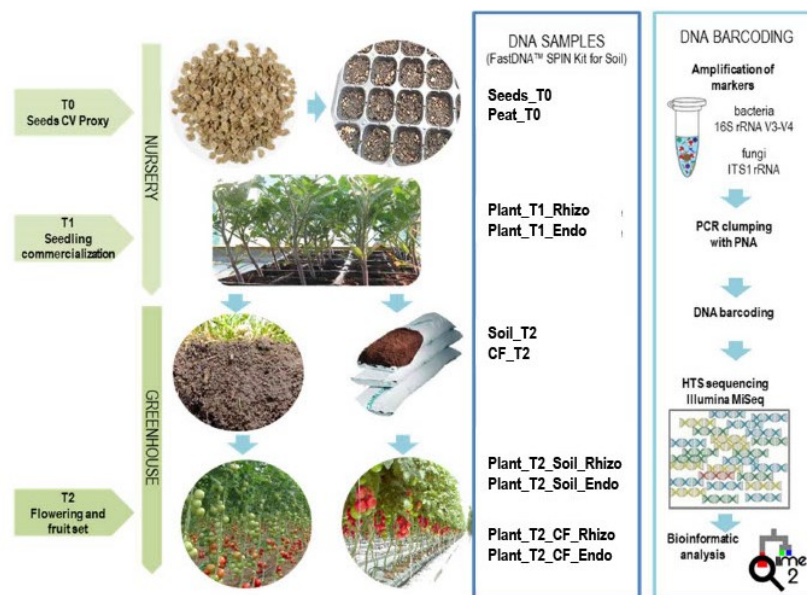 T0
Seeds CV Proxy
T1
Seedling
commercialization
T2
Flowering and
fruit set
NURSERY
GREENHOUSE
DNA SAMPLES
(FastDNA™ SPIN Kit for Soil)
Seeds_T0
Peat_T0
Plant_T1_Rhizo
Plant_T1_Endo
Soil_T2
CF_T2
Plant_T2_Soil_Rhizo
Plant_T2_Soil_Endo
Plant_T2_CF_Rhizo
Plant_T2_CF_Endo
DNA BARCODING
Amplification of
markers
bacteria
16S rRNA V3-V4
fungi
ITS1 rRNA
PCR clumping
with PNA
DNA barcoding
HTS sequencing
Illumina MiSeq
Bioinformatic
analysis
Qiime
2